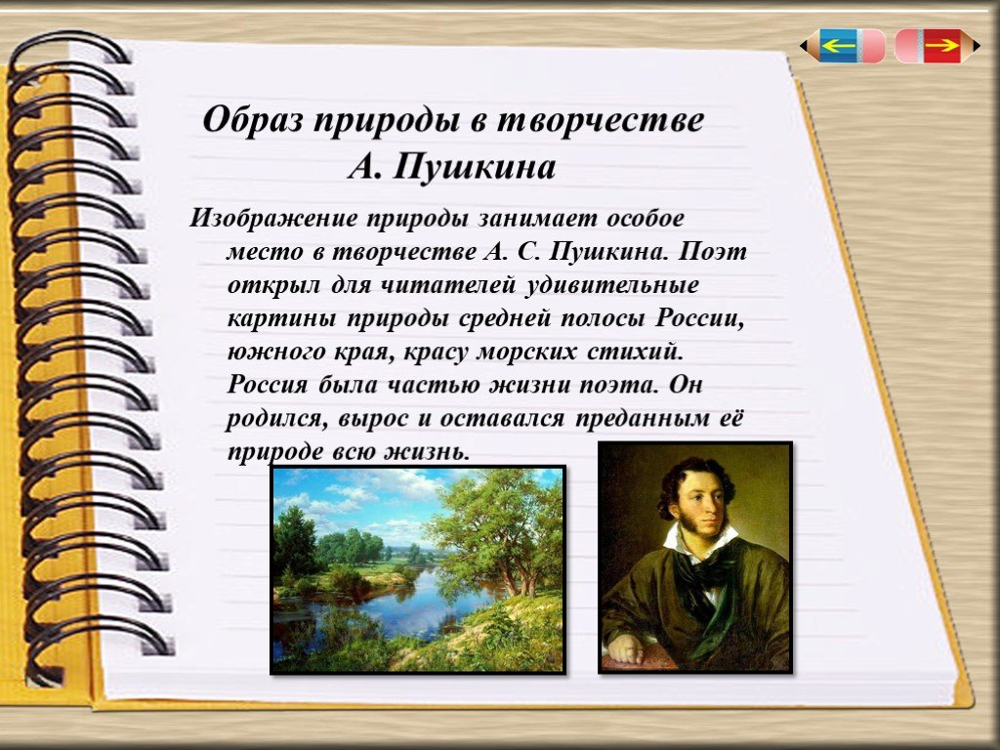 Образ природы в творчестве
А. Пушкина
Изображение природы занимает особое
место в творчестве А. С. Пушкина. Поэт
открыл для читателей удивительные
картины природы средней полосы России,
южного края, красу морских стихий.
Россия была частью жизни поэта. Он
родился, вырос и оставался преданным её
природе всю жизнь.